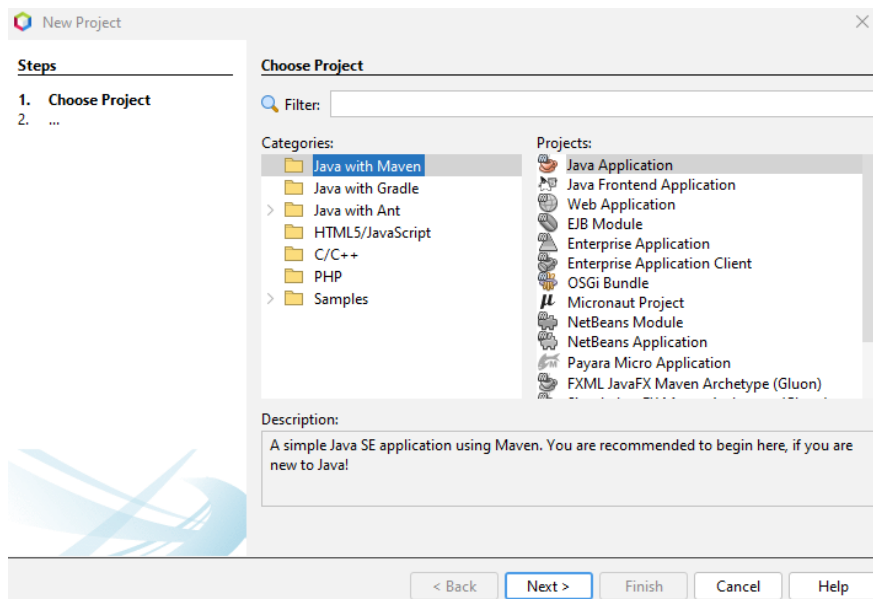 New Project
Steps
1. Choose Project
2. ...
Choose Project
Filter:
Categories:
Java with Maven
Java with Gradle
Java with Ant
HTML5/JavaScript
C/C++
PHP
Samples
Projects:
Java Application
Java Frontend Application
Web Application
EJB Module
Enterprise Application
Enterprise Application Client
OSGi Bundle
Micronaut Project
NetBeans Module
NetBeans Application
Payara Micro Application
FXML JavaFX Maven Archetype (Gluon)
Description:
A simple Java SE application using Maven. You are recommended to begin here, if you are
new to Java!
< Back
Next >
Finish
Cancel
Help